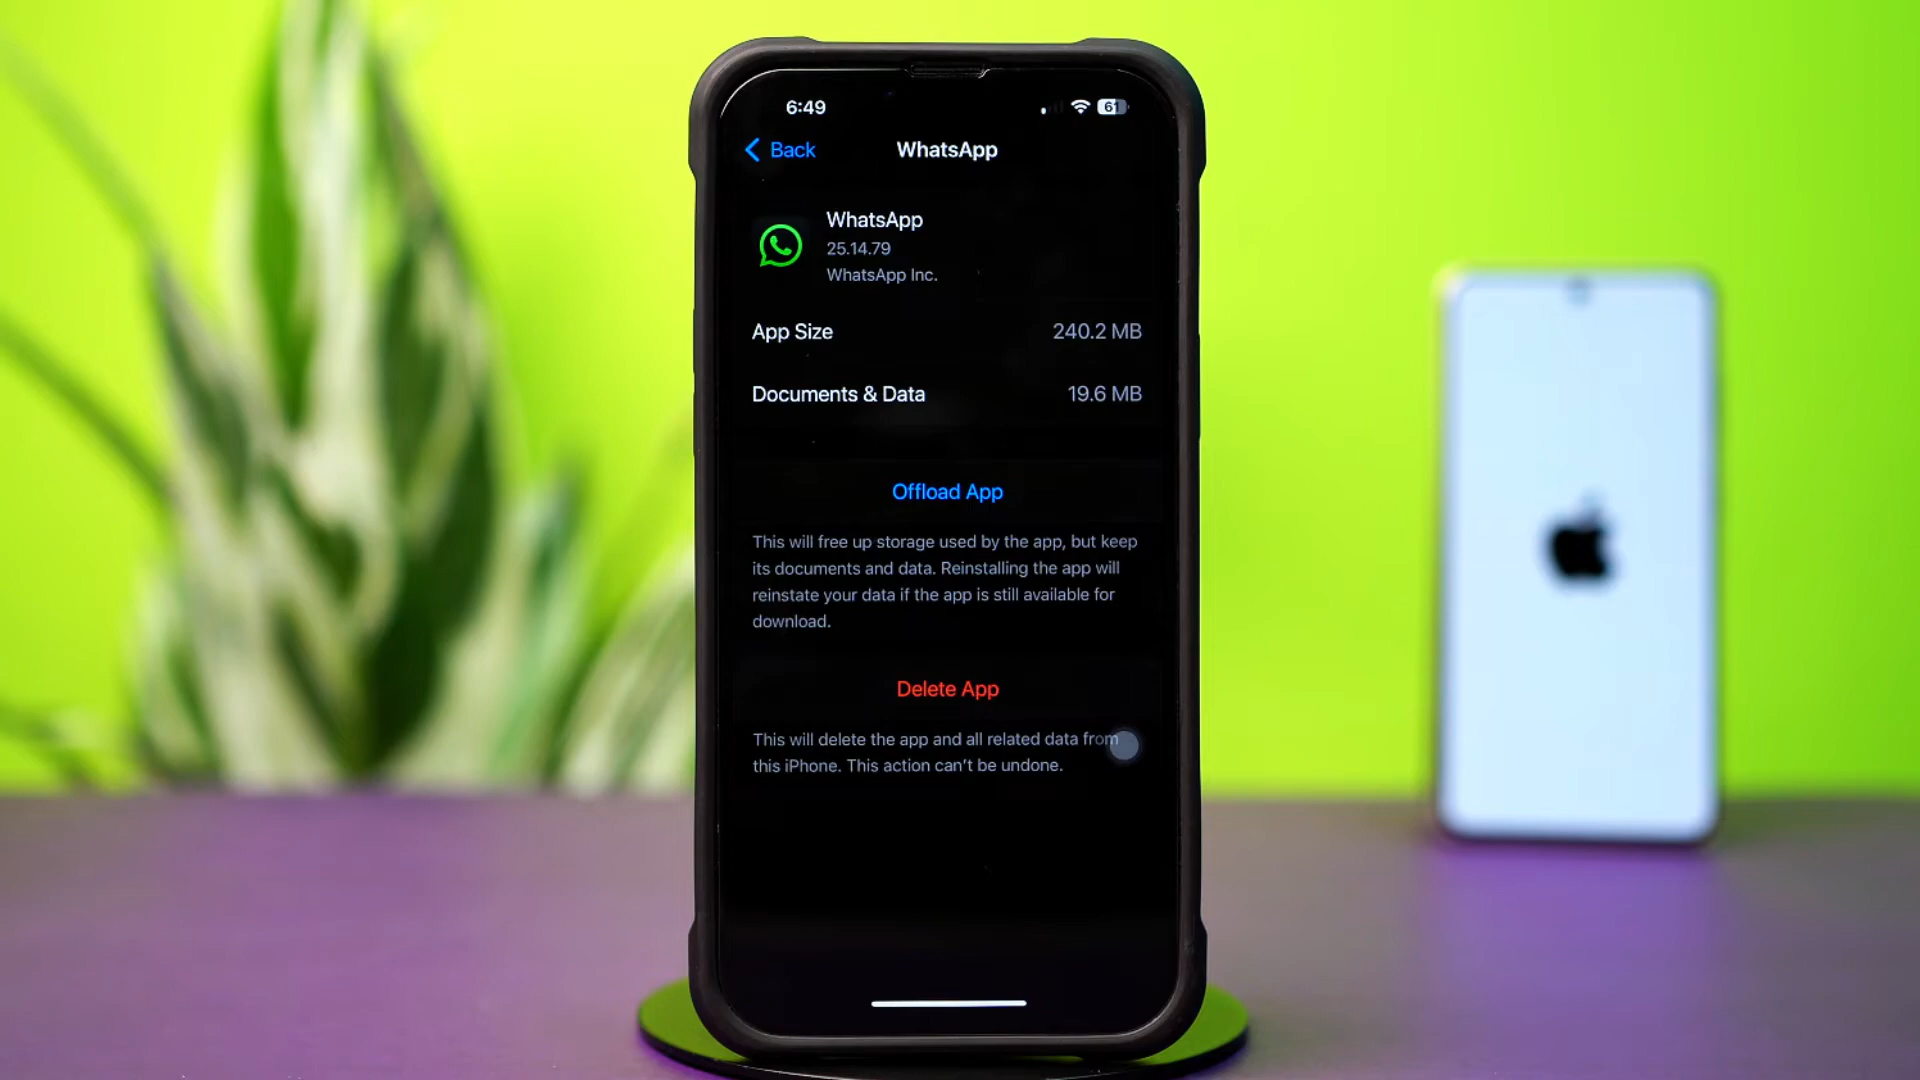 6:49
61
Back
WhatsApp
WhatsApp
25.14.79
WhatsApp Inc.
App Size 240.2 MB
Documents & Data 19.6 MB
Offload App
This will free up storage used by the app, but keep
its documents and data. Reinstalling the app will
reinstate your data if the app is still available for
download.
Delete App
This will delete the app and all related data from
this iPhone. This action can't be undone.